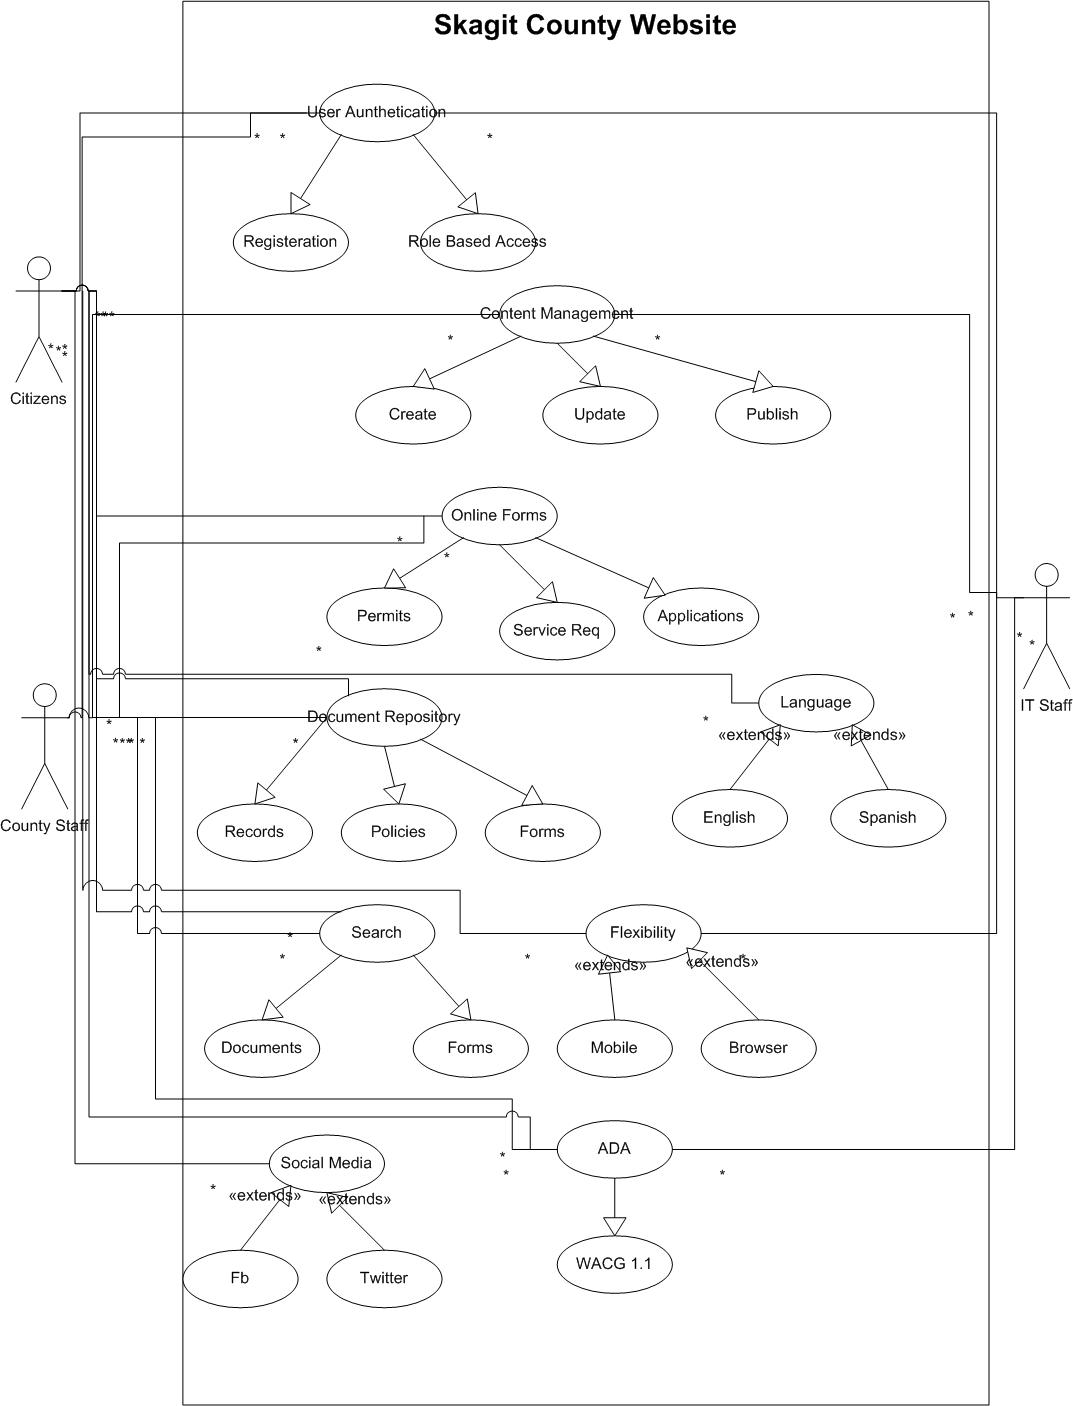 Skagit County Website
User Aunthetication
* * *
Registeration
Role Based Access
Content Management
***
* *
***
Citizens
Create
Update
Publish
Online Forms
*
*
Permits
Service Req
Applications
* *
*
*
*
IT Staff
Language
*
«extends»
«extends»
Document Repository
*
**** *
*
English
Spanish
County Staff
Records
Policies
Forms
Search
*
*
Flexibility
*
«extends»
«extends»
*
Documents
Forms
Mobile
Browser
ADA
*
*
*
Social Media
*
«extends»
«extends»
Fb
Twitter
WACG 1.1